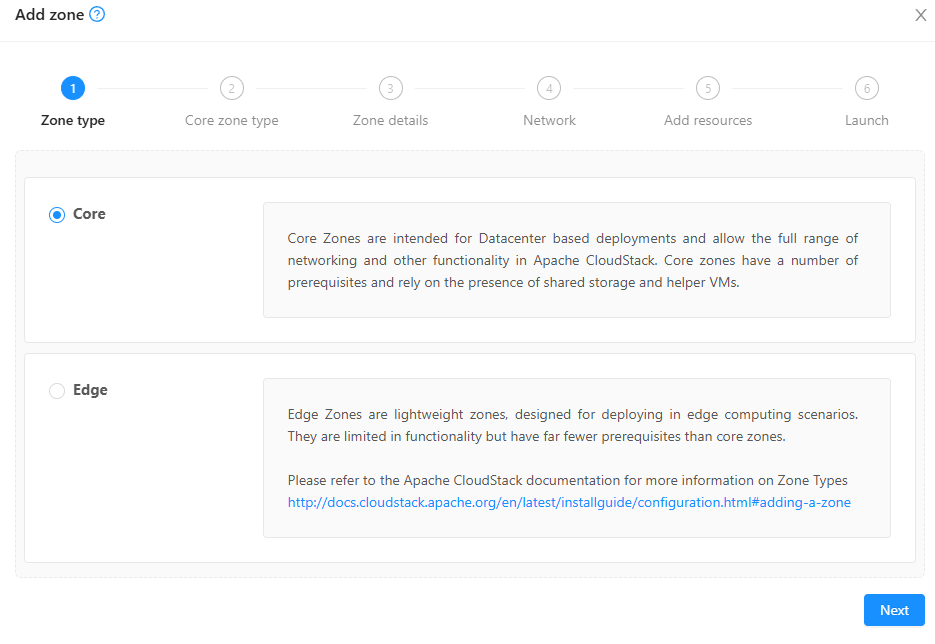 Add zone ?
X
1 2 3 4 5 6
Zone type Core zone type Zone details Network Add resources Launch
Core
Core Zones are intended for Datacenter based deployments and allow the full range of
networking and other functionality in Apache CloudStack. Core zones have a number of
prerequisites and rely on the presence of shared storage and helper VMs.
Edge
Edge Zones are lightweight zones, designed for deploying in edge computing scenarios.
They are limited in functionality but have far fewer prerequisites than core zones.
Please refer to the Apache CloudStack documentation for more information on Zone Types
http://docs.cloudstack.apache.org/en/latest/installguide/configuration.html#adding-a-zone
Next